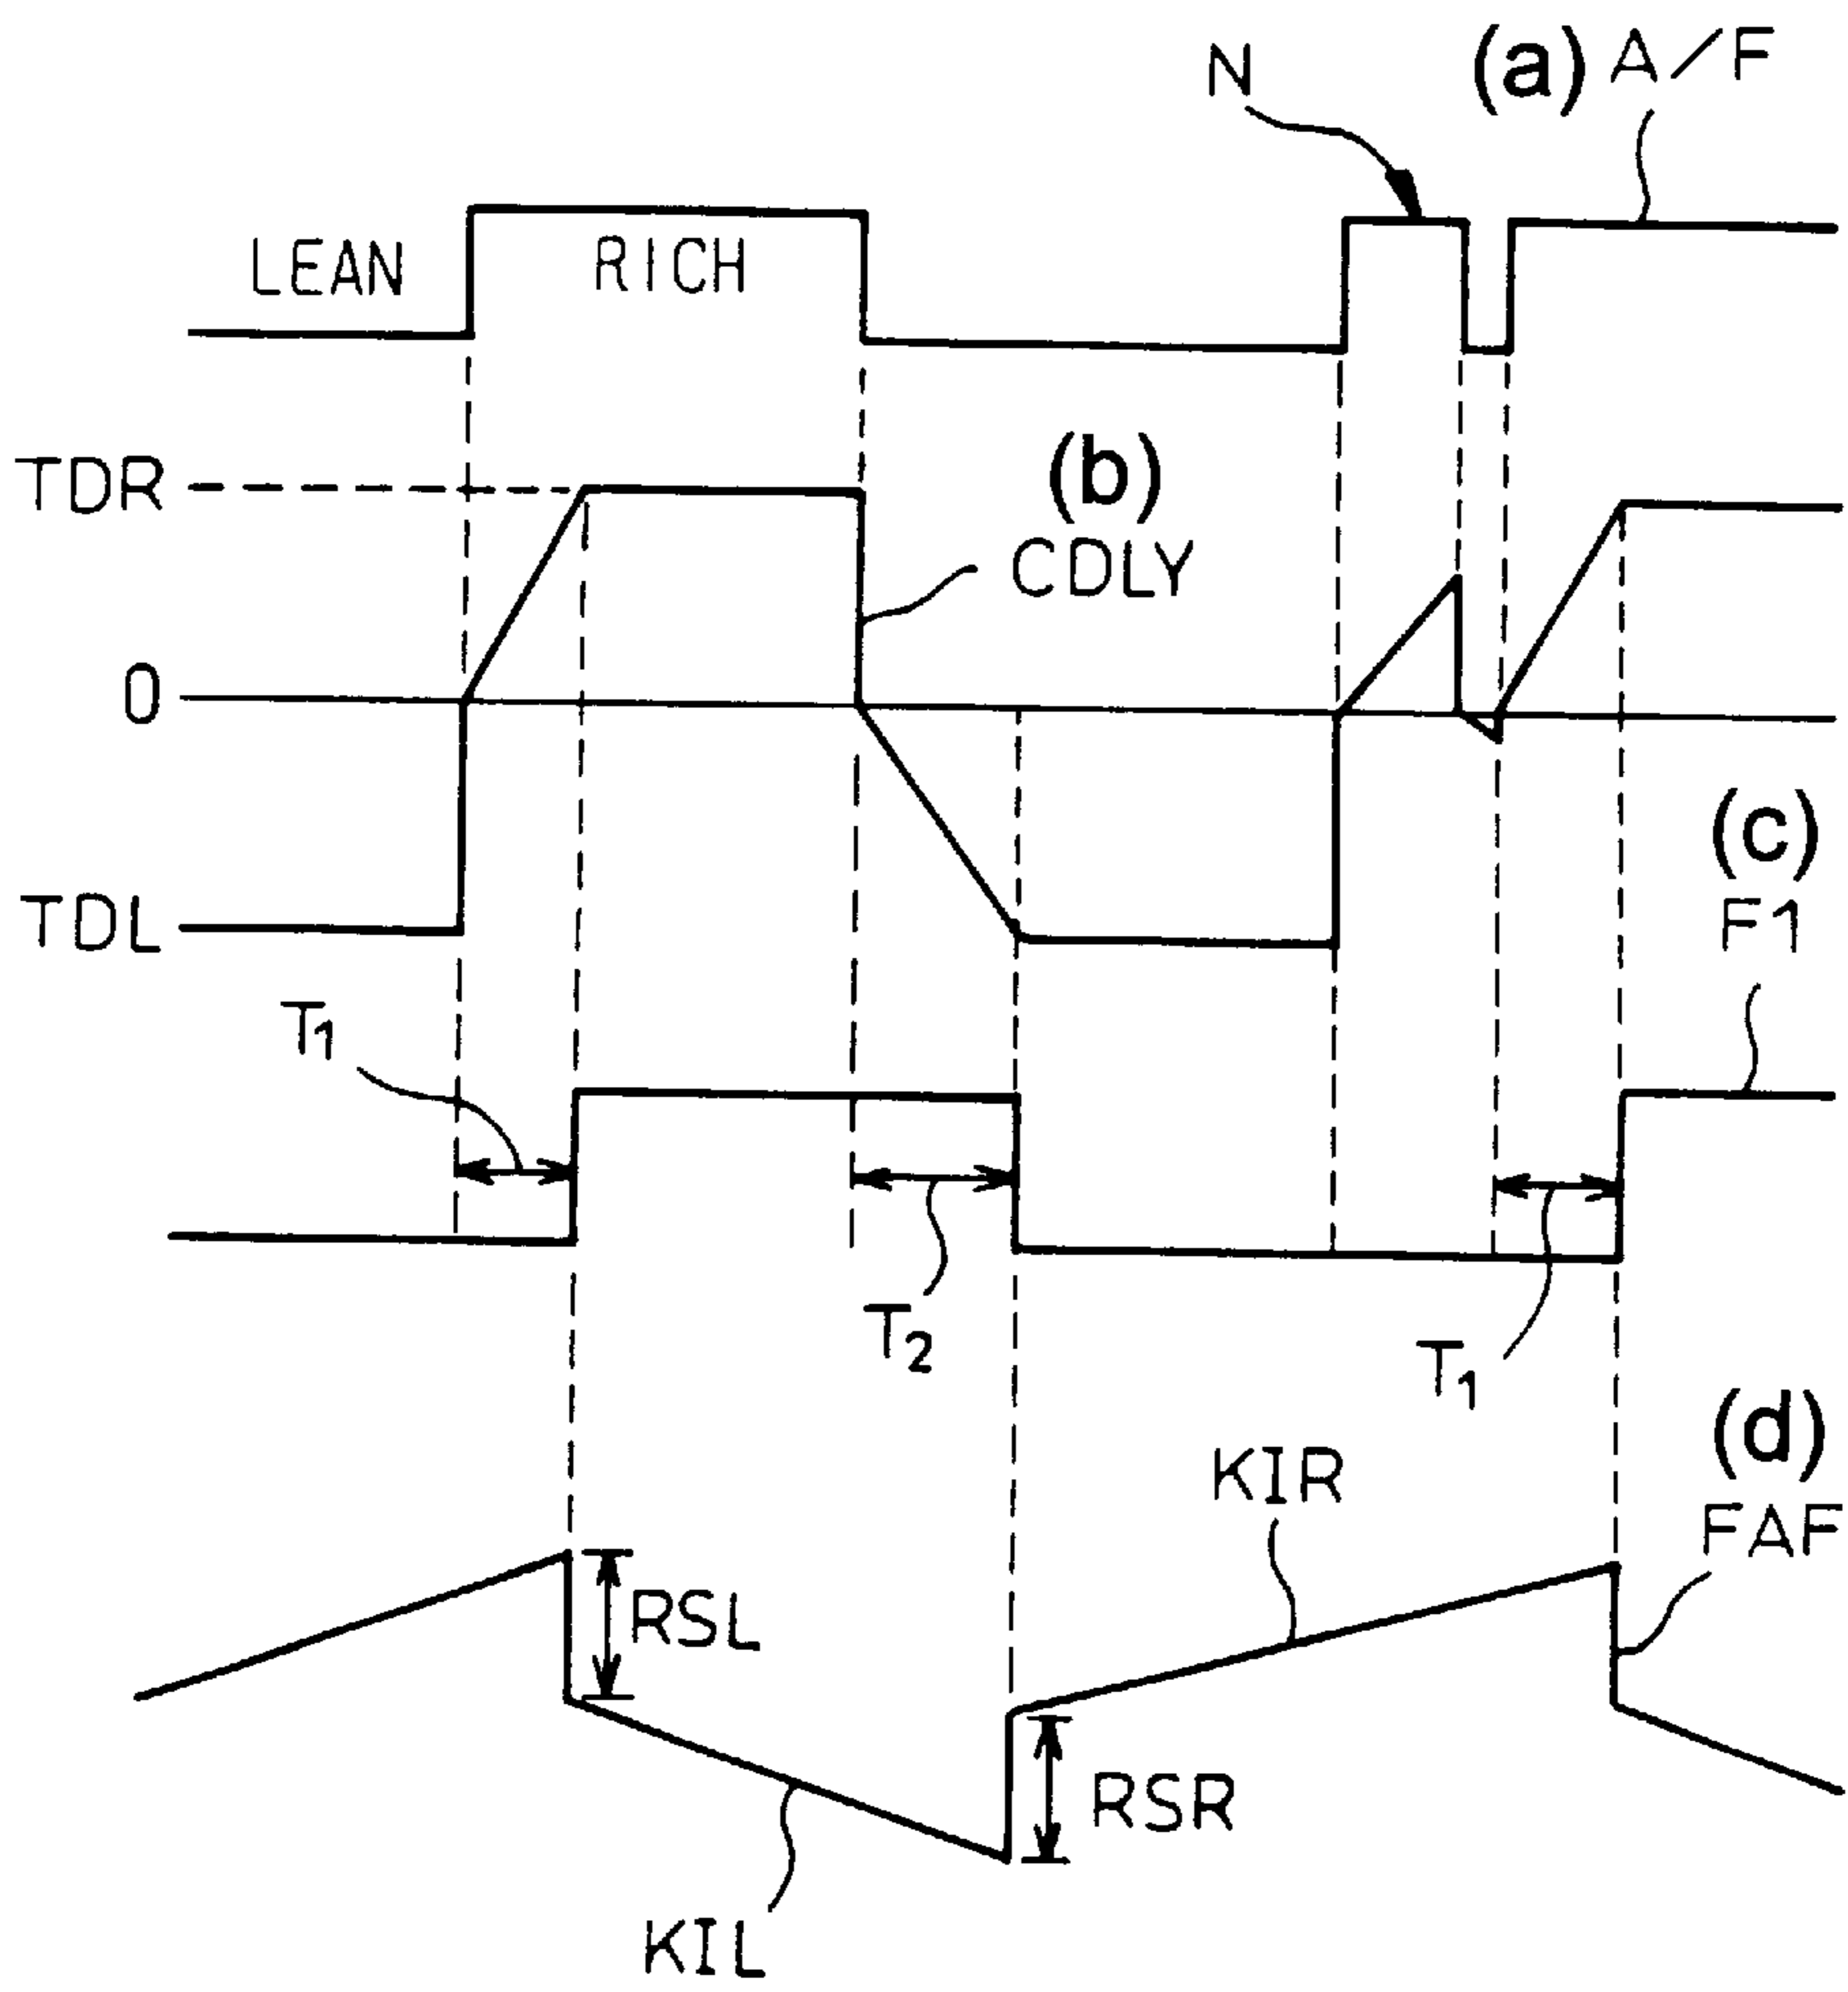 N
(a) A/F
LEAN
RICH
TDR
(b)
CDLY
0
(c)
F1
TDL
T1
T2
T1
(d)
FAF
KIR
RSL
RSR
KIL